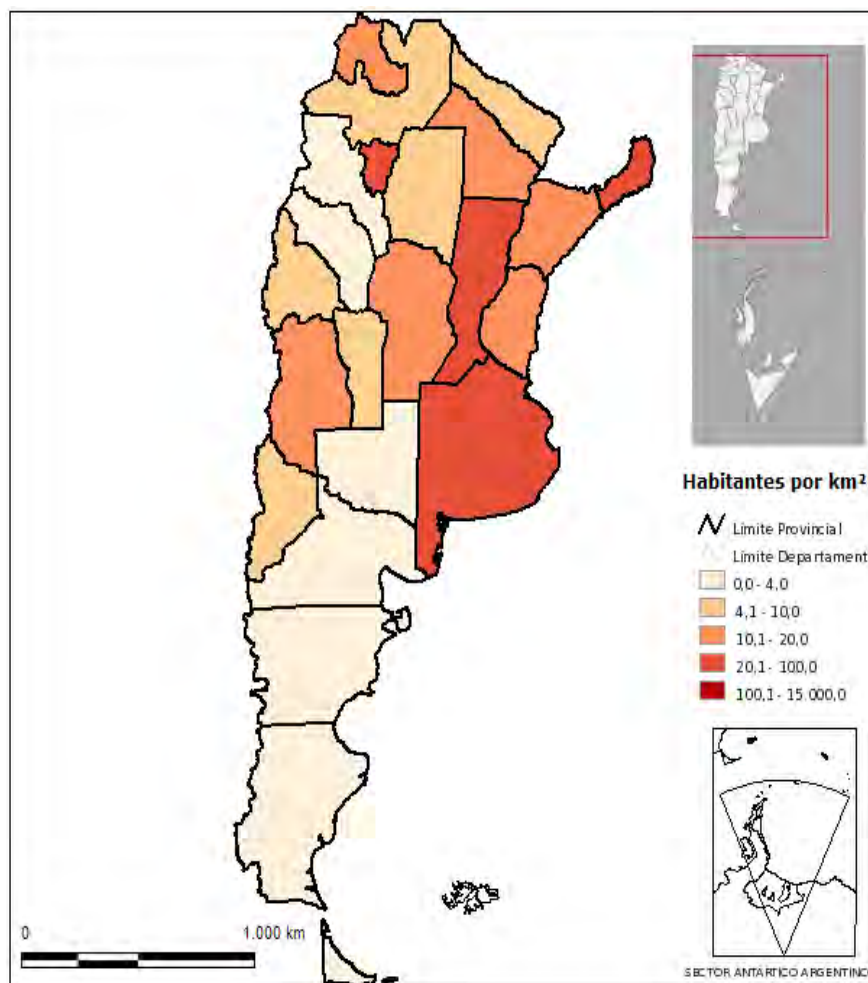 Habitantes por km²
Límite Provincial
Límite Departament
0,0 - 4,0
4,1 - 10,0
10,1 - 20,0
20,1 - 100,0
100,1 - 15.000,0
0
1.000 km
SECTOR ANTÁRTICO ARGENTINO